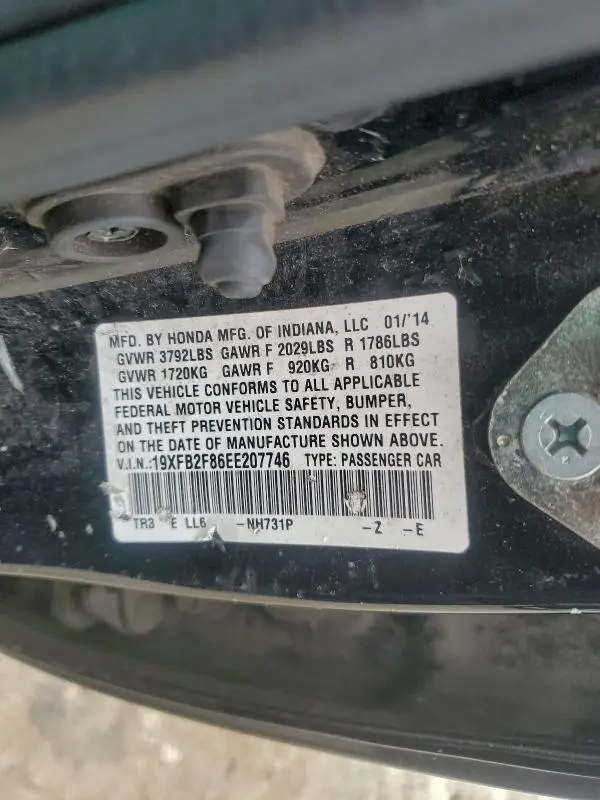 MFD. BY HONDA MFG. OF INDIANA, LLC 01/'14
GVWR 3792LBS GAWR F 2029LBS R 1786LBS
GVWR 1720KG GAWR F 920KG R 810KG
THIS VEHICLE CONFORMS TO ALL APPLICABLE
FEDERAL MOTOR VEHICLE SAFETY, BUMPER,
AND THEFT PREVENTION STANDARDS IN EFFECT
ON THE DATE OF MANUFACTURE SHOWN ABOVE.
V.I.N.:19XFB2F86EE207746 TYPE: PASSENGER CAR
TR3 E LL6 -NH731P -2 -E